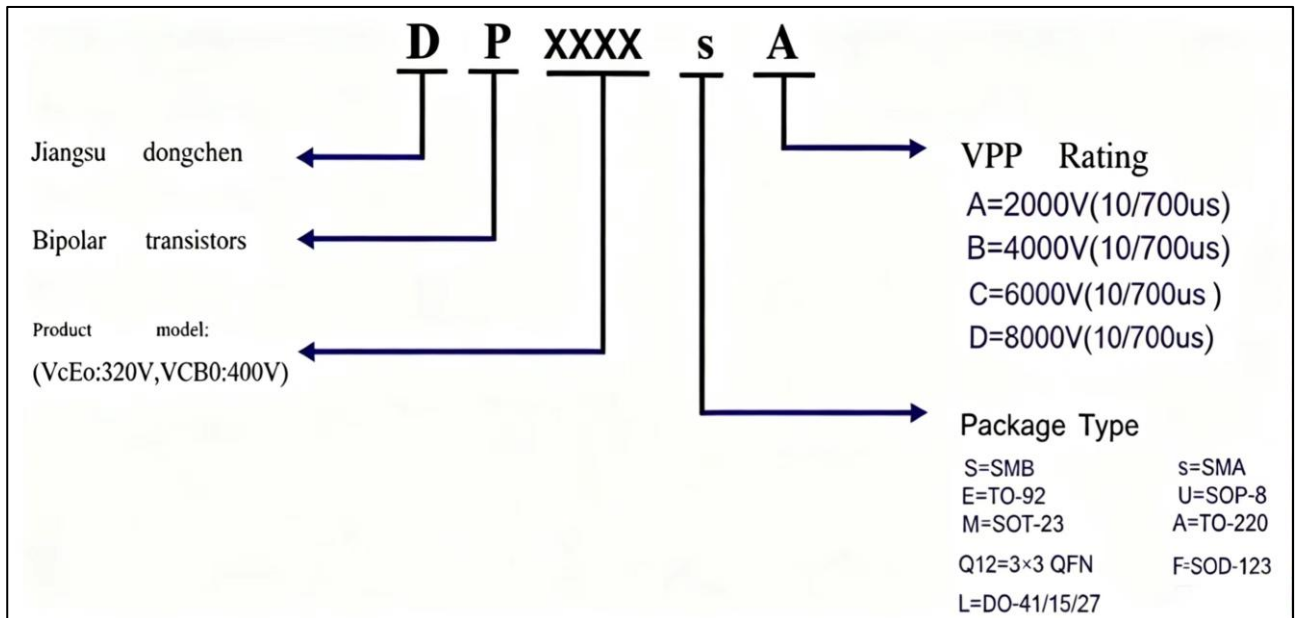 D P XXXX s A
Jiangsu dongchen
Bipolar transistors
Product model:
(VcEo:320V,VCB0:400V)
VPP Rating
A=2000V(10/700us)
B=4000V(10/700us)
C=6000V(10/700us )
D=8000V(10/700us)
Package Type
S=SMB s=SMA
E=TO-92 U=SOP-8
M=SOT-23 A=TO-220
Q12=3×3 QFN F=SOD-123
L=DO-41/15/27